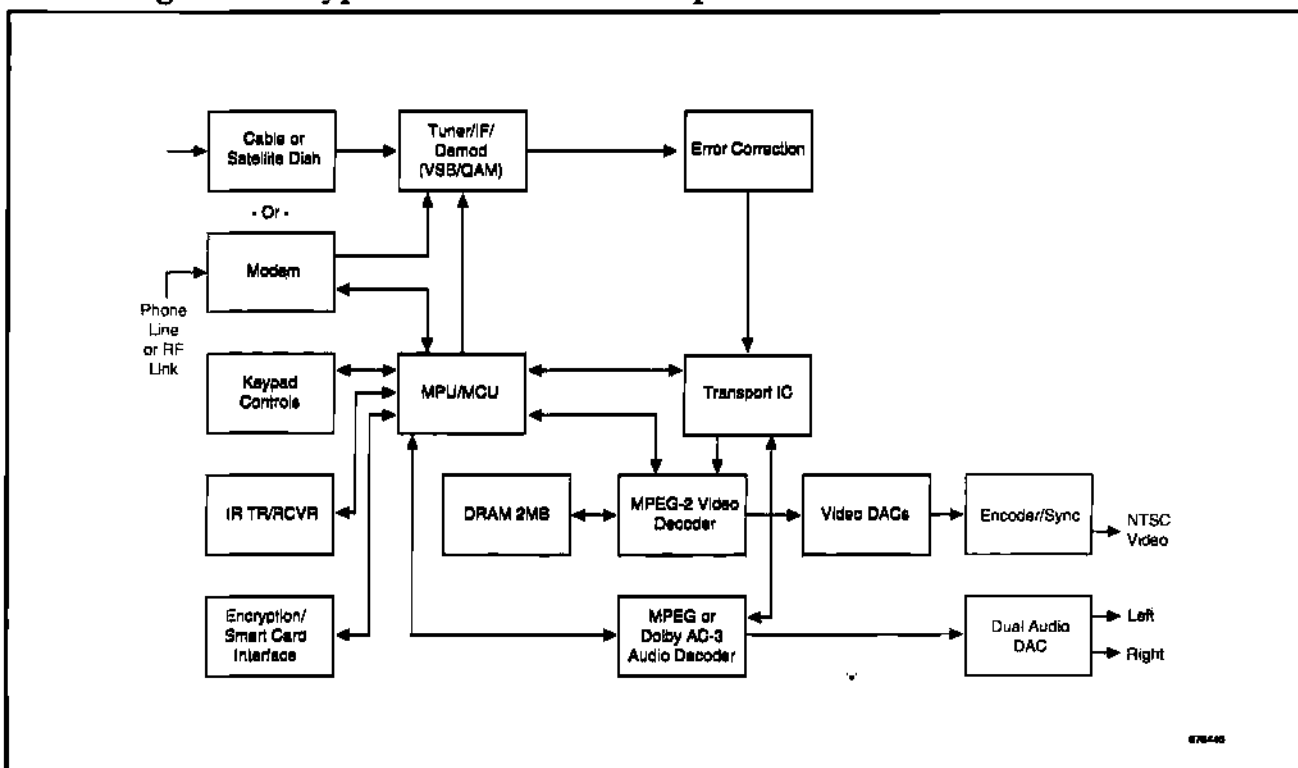 Cable or
Satellite Dish
Tuner/IF/
Demod
(VSB/QAM)
Error Correction
- Or -
Modem
Phone
Line
or RF
Link
Keypad
Controls
MPU/MCU
Transport IC
IR TR/RCVR
DRAM 2MB
MPEG-2 Video
Decoder
Video DACs
Encoder/Sync
NTSC
Video
Encryption/
Smart Card
Interface
MPEG or
Dolby AC-3
Audio Decoder
Dual Audio
DAC
Left
Right